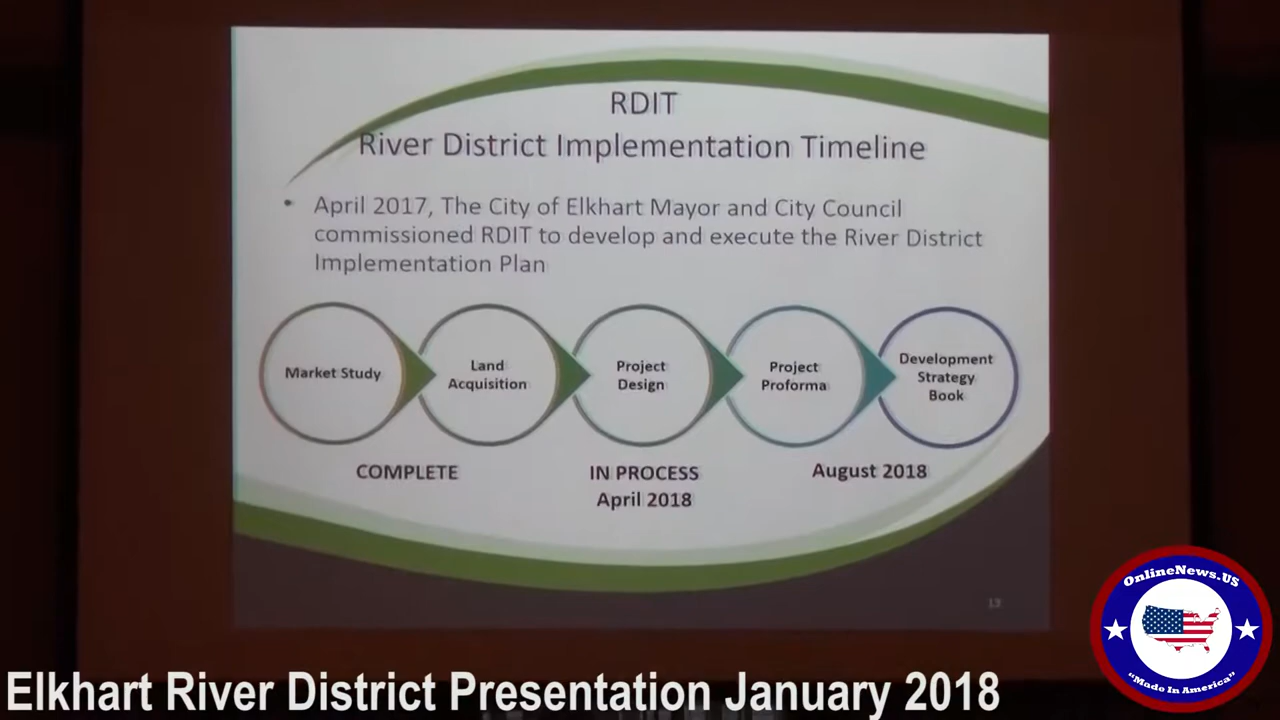 RDIT
River District Implementation Timeline
• April 2017, The City of Elkhart Mayor and City Council
commissioned RDIT to develop and execute the River District
Implementation Plan
Market Study
Land
Acquisition
Project
Design
Project
Proforma
Development
Strategy
Book
COMPLETE
IN PROCESS
April 2018
August 2018
13
OnlineNews.US
"Made In America"
Elkhart River District Presentation January 2018